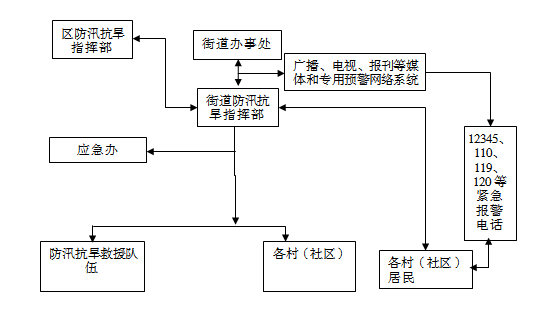 区防汛抗旱
指挥部
街道办事处
广播、电视、报刊等媒
体和专用预警网络系统
街道防汛抗
旱指挥部
12345、
110、
119、
120等
紧急
报警
电话
应急办
防汛抗旱救援队
伍
各村（社区）
各村（社区）
居民